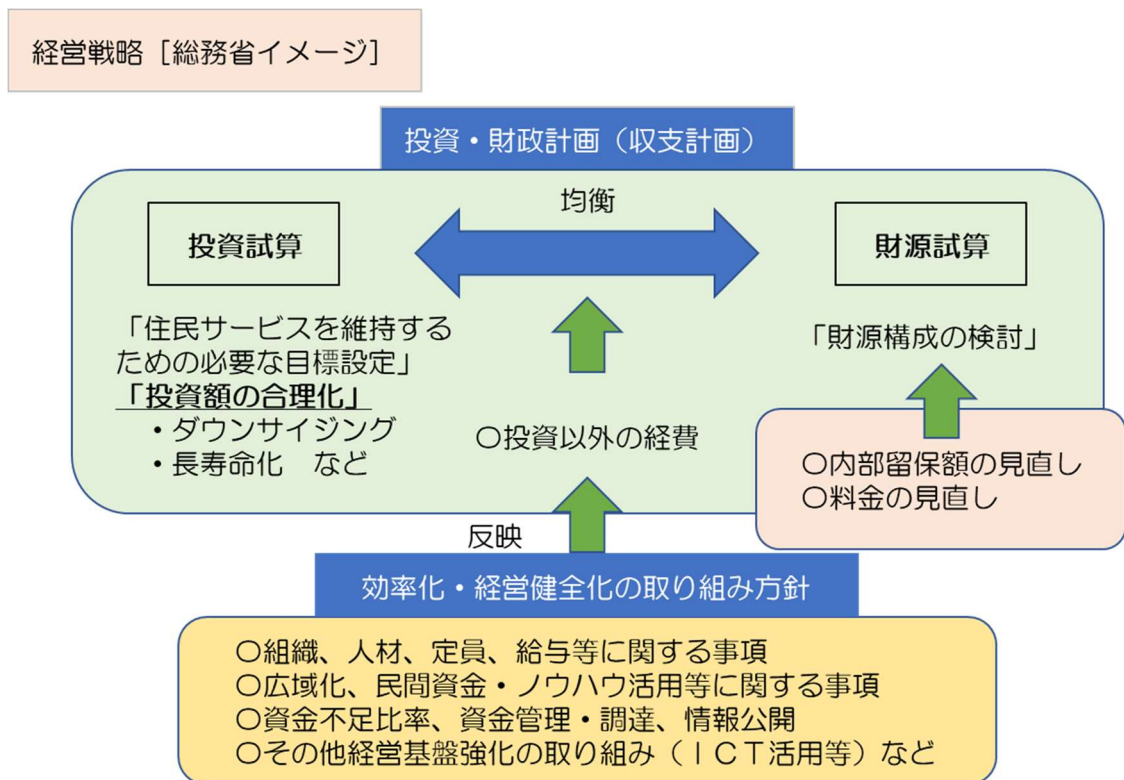 経営戦略［総務省イメージ］
投資・財政計画（収支計画）
均衡
投資試算
財源試算
「住民サービスを維持する
ための必要な目標設定」
「投資額の合理化」
・ダウンサイジング
・長寿命化　など
〇投資以外の経費
「財源構成の検討」
〇内部留保額の見直し
〇料金の見直し
反映
効率化・経営健全化の取り組み方針
〇組織、人材、定員、給与等に関する事項
〇広域化、民間資金・ノウハウ活用等に関する事項
〇資金不足比率、資金管理・調達、情報公開
〇その他経営基盤強化の取り組み（ＩＣＴ活用等）など